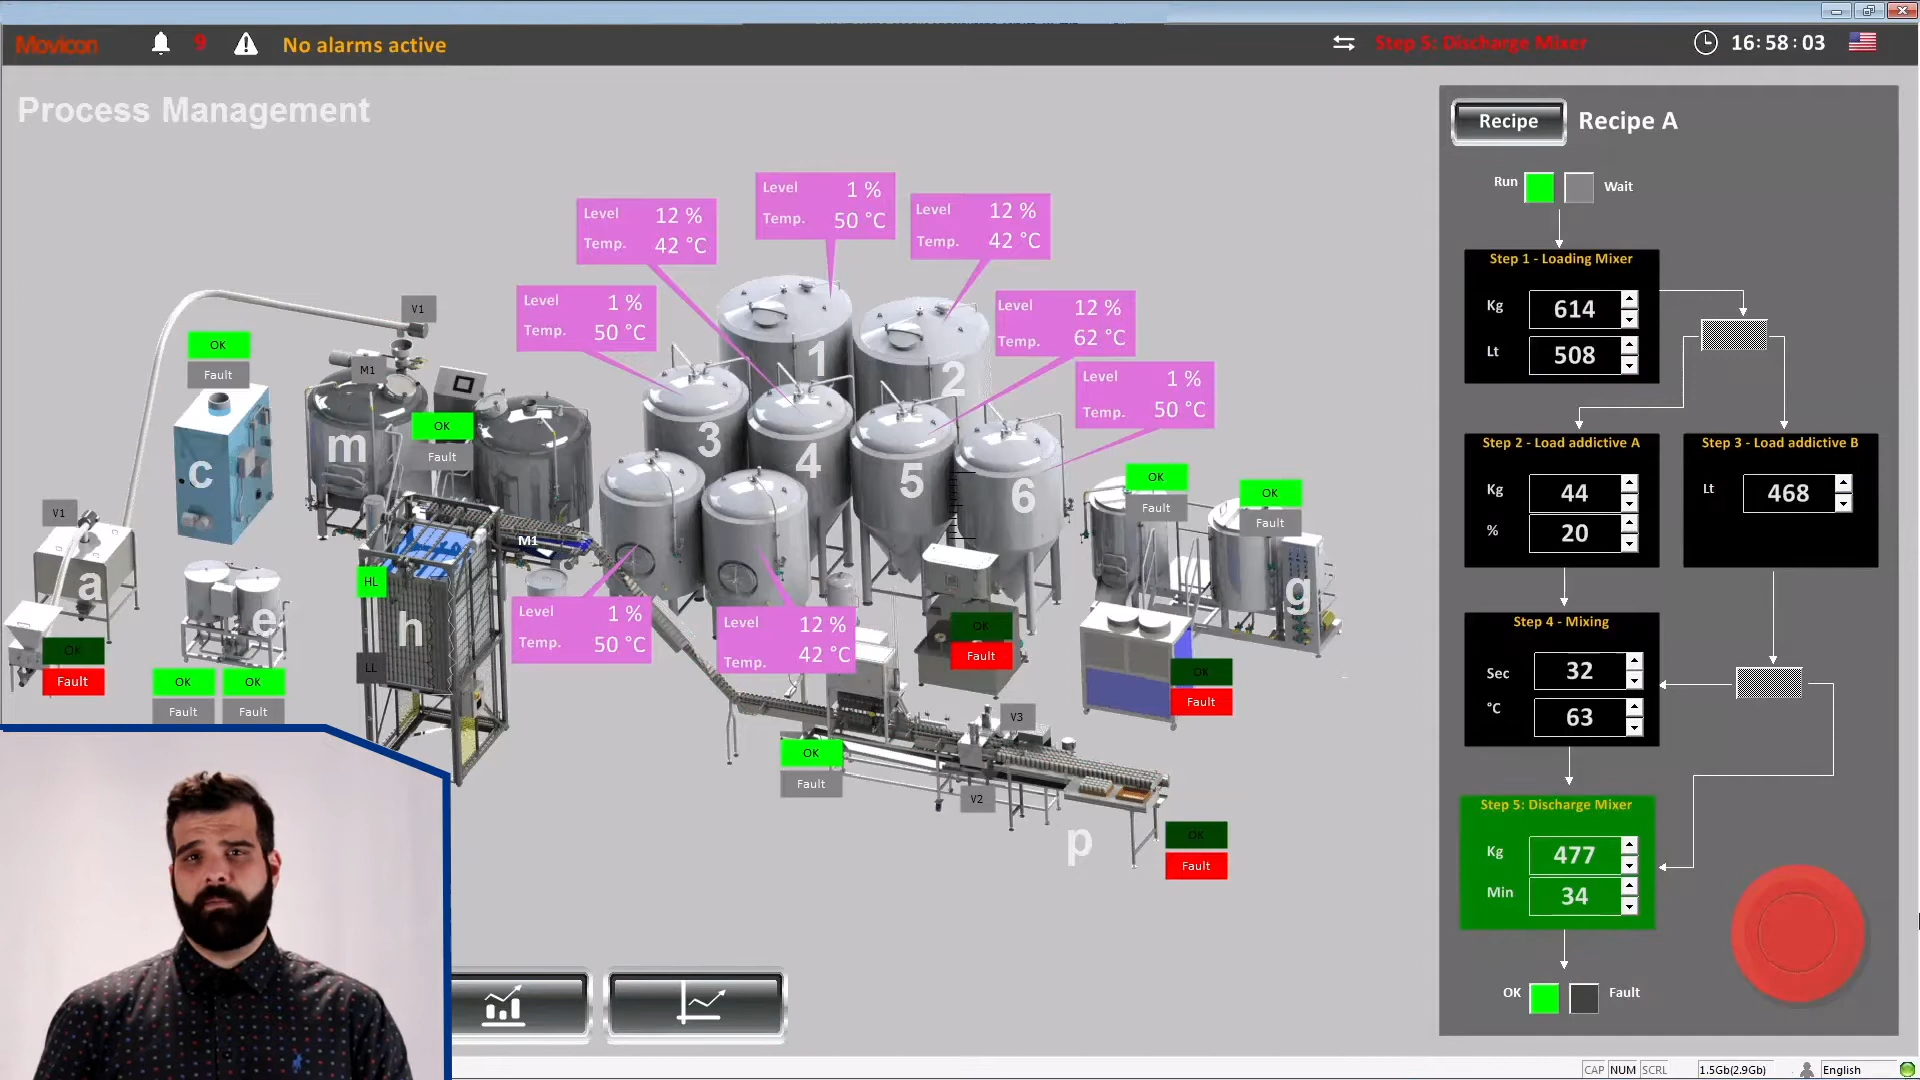 Movicon 9 No alarms active Step 5: Discharge Mixer 16:58:03
Process Management
Level 1 %
Temp. 50 °C
Level 12 %
Temp. 42 °C
Level 12 %
Temp. 42 °C
Level 1 %
Temp. 50 °C
Level 12 %
Temp. 62 °C
Level 1 %
Temp. 50 °C
V1
OK
Fault
M1
1
2
OK
Fault
c
m
3
4
5
6
OK
Fault
OK
Fault
V1
a
e
M1
HL
h
g
Level 1 %
Temp. 50 °C
Level 12 %
Temp. 42 °C
OK
Fault
OK
Fault
LL
OK
Fault
OK
Fault
OK
Fault
V3
OK
Fault
V2
p
OK
Fault
Recipe Recipe A
Run Wait
Step 1 - Loading Mixer
Kg 614
Lt 508
Step 2 - Load addictive A
Kg 44
% 20
Step 3 - Load addictive B
Lt 468
Step 4 - Mixing
Sec 32
°C 63
Step 5: Discharge Mixer
Kg 477
Min 34
OK Fault
CAP NUM SCRL 1.5Gb(2.9Gb) English